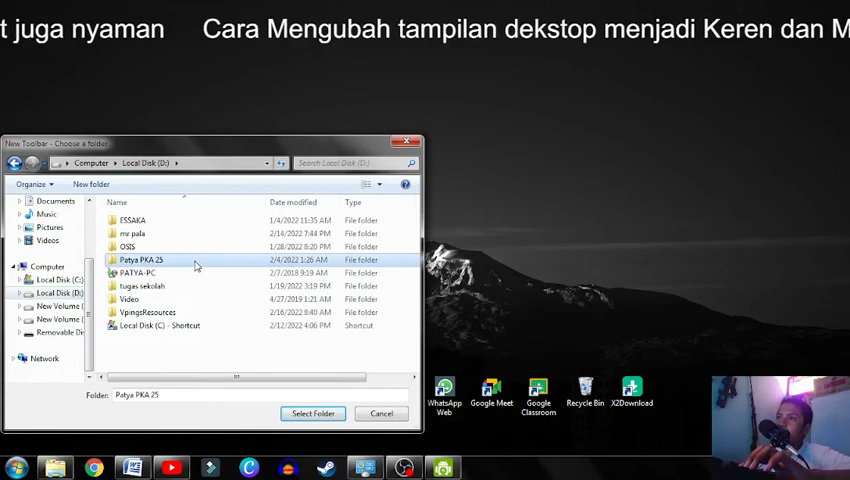 t juga nyaman Cara Mengubah tampilan dekstop menjadi Keren dan M
New Toolbar - Choose a folder
Computer Local Disk (D:) Search Local Disk (D:)
Organize New folder
Name Date modified Type
Documents
Music
Pictures
Videos
Computer
Local Disk (C:)
Local Disk (D:)
New Volume (
New Volume (
Removable Di
Network
ESSAKA 1/4/2022 11:35 AM File folder
mr pala 2/14/2022 7:44 PM File folder
OSIS 1/28/2022 8:20 PM File folder
Patya PKA 25 2/4/2022 1:26 AM File folder
PATYA-PC 2/7/2018 9:19 AM File folder
tugas sekolah 1/19/2022 3:19 PM File folder
Video 4/27/2019 1:21 AM File folder
VpingsResources 2/16/2022 8:40 AM File folder
Local Disk (C) - Shortcut 2/12/2022 4:06 PM Shortcut
Folder: Patya PKA 25
Select Folder Cancel
WhatsApp Web
Google Meet
Google Classroom
Recycle Bin
X2Download